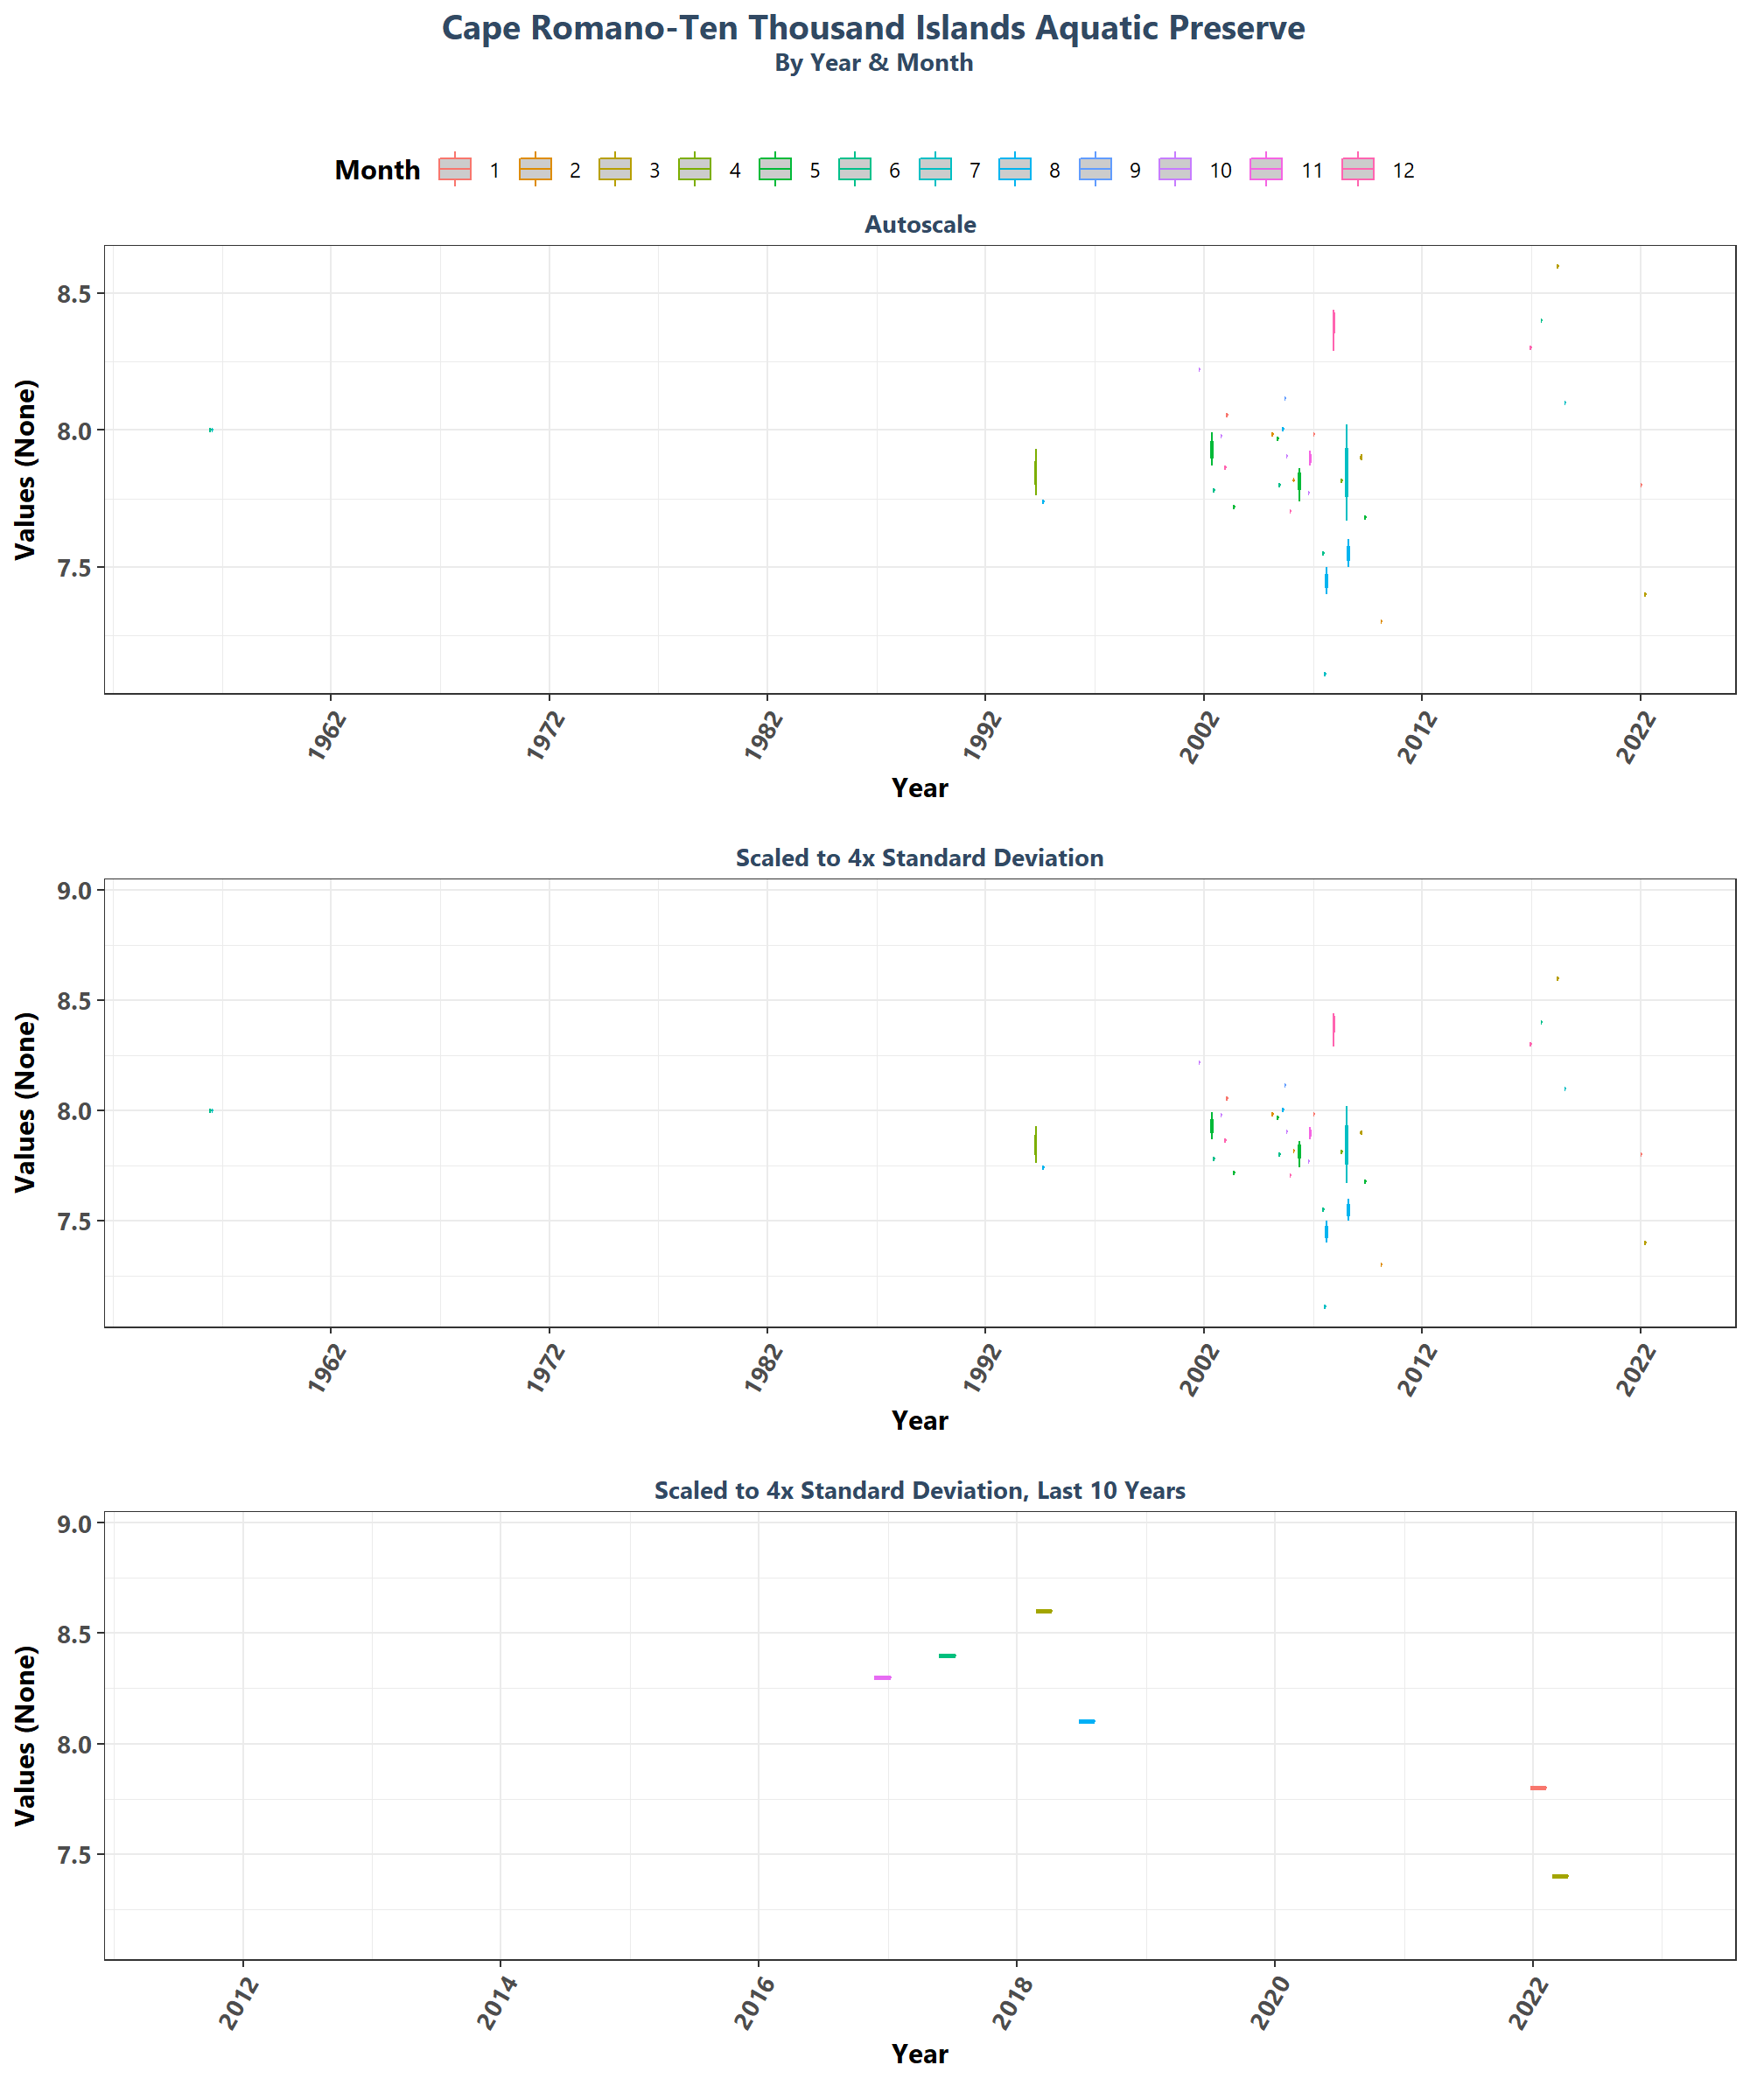 Cape Romano-Ten Thousand Islands Aquatic Preserve
By Year & Month
Month 1 2 3 4 5 6 7 8 9 10 11 12
Autoscale
8.5
8.0
7.5
Values (None)
1962 1972 1982 1992 2002 2012 2022
Year
Scaled to 4x Standard Deviation
9.0
8.5
8.0
7.5
Values (None)
1962 1972 1982 1992 2002 2012 2022
Year
Scaled to 4x Standard Deviation, Last 10 Years
9.0
8.5
8.0
7.5
Values (None)
2012 2014 2016 2018 2020 2022
Year